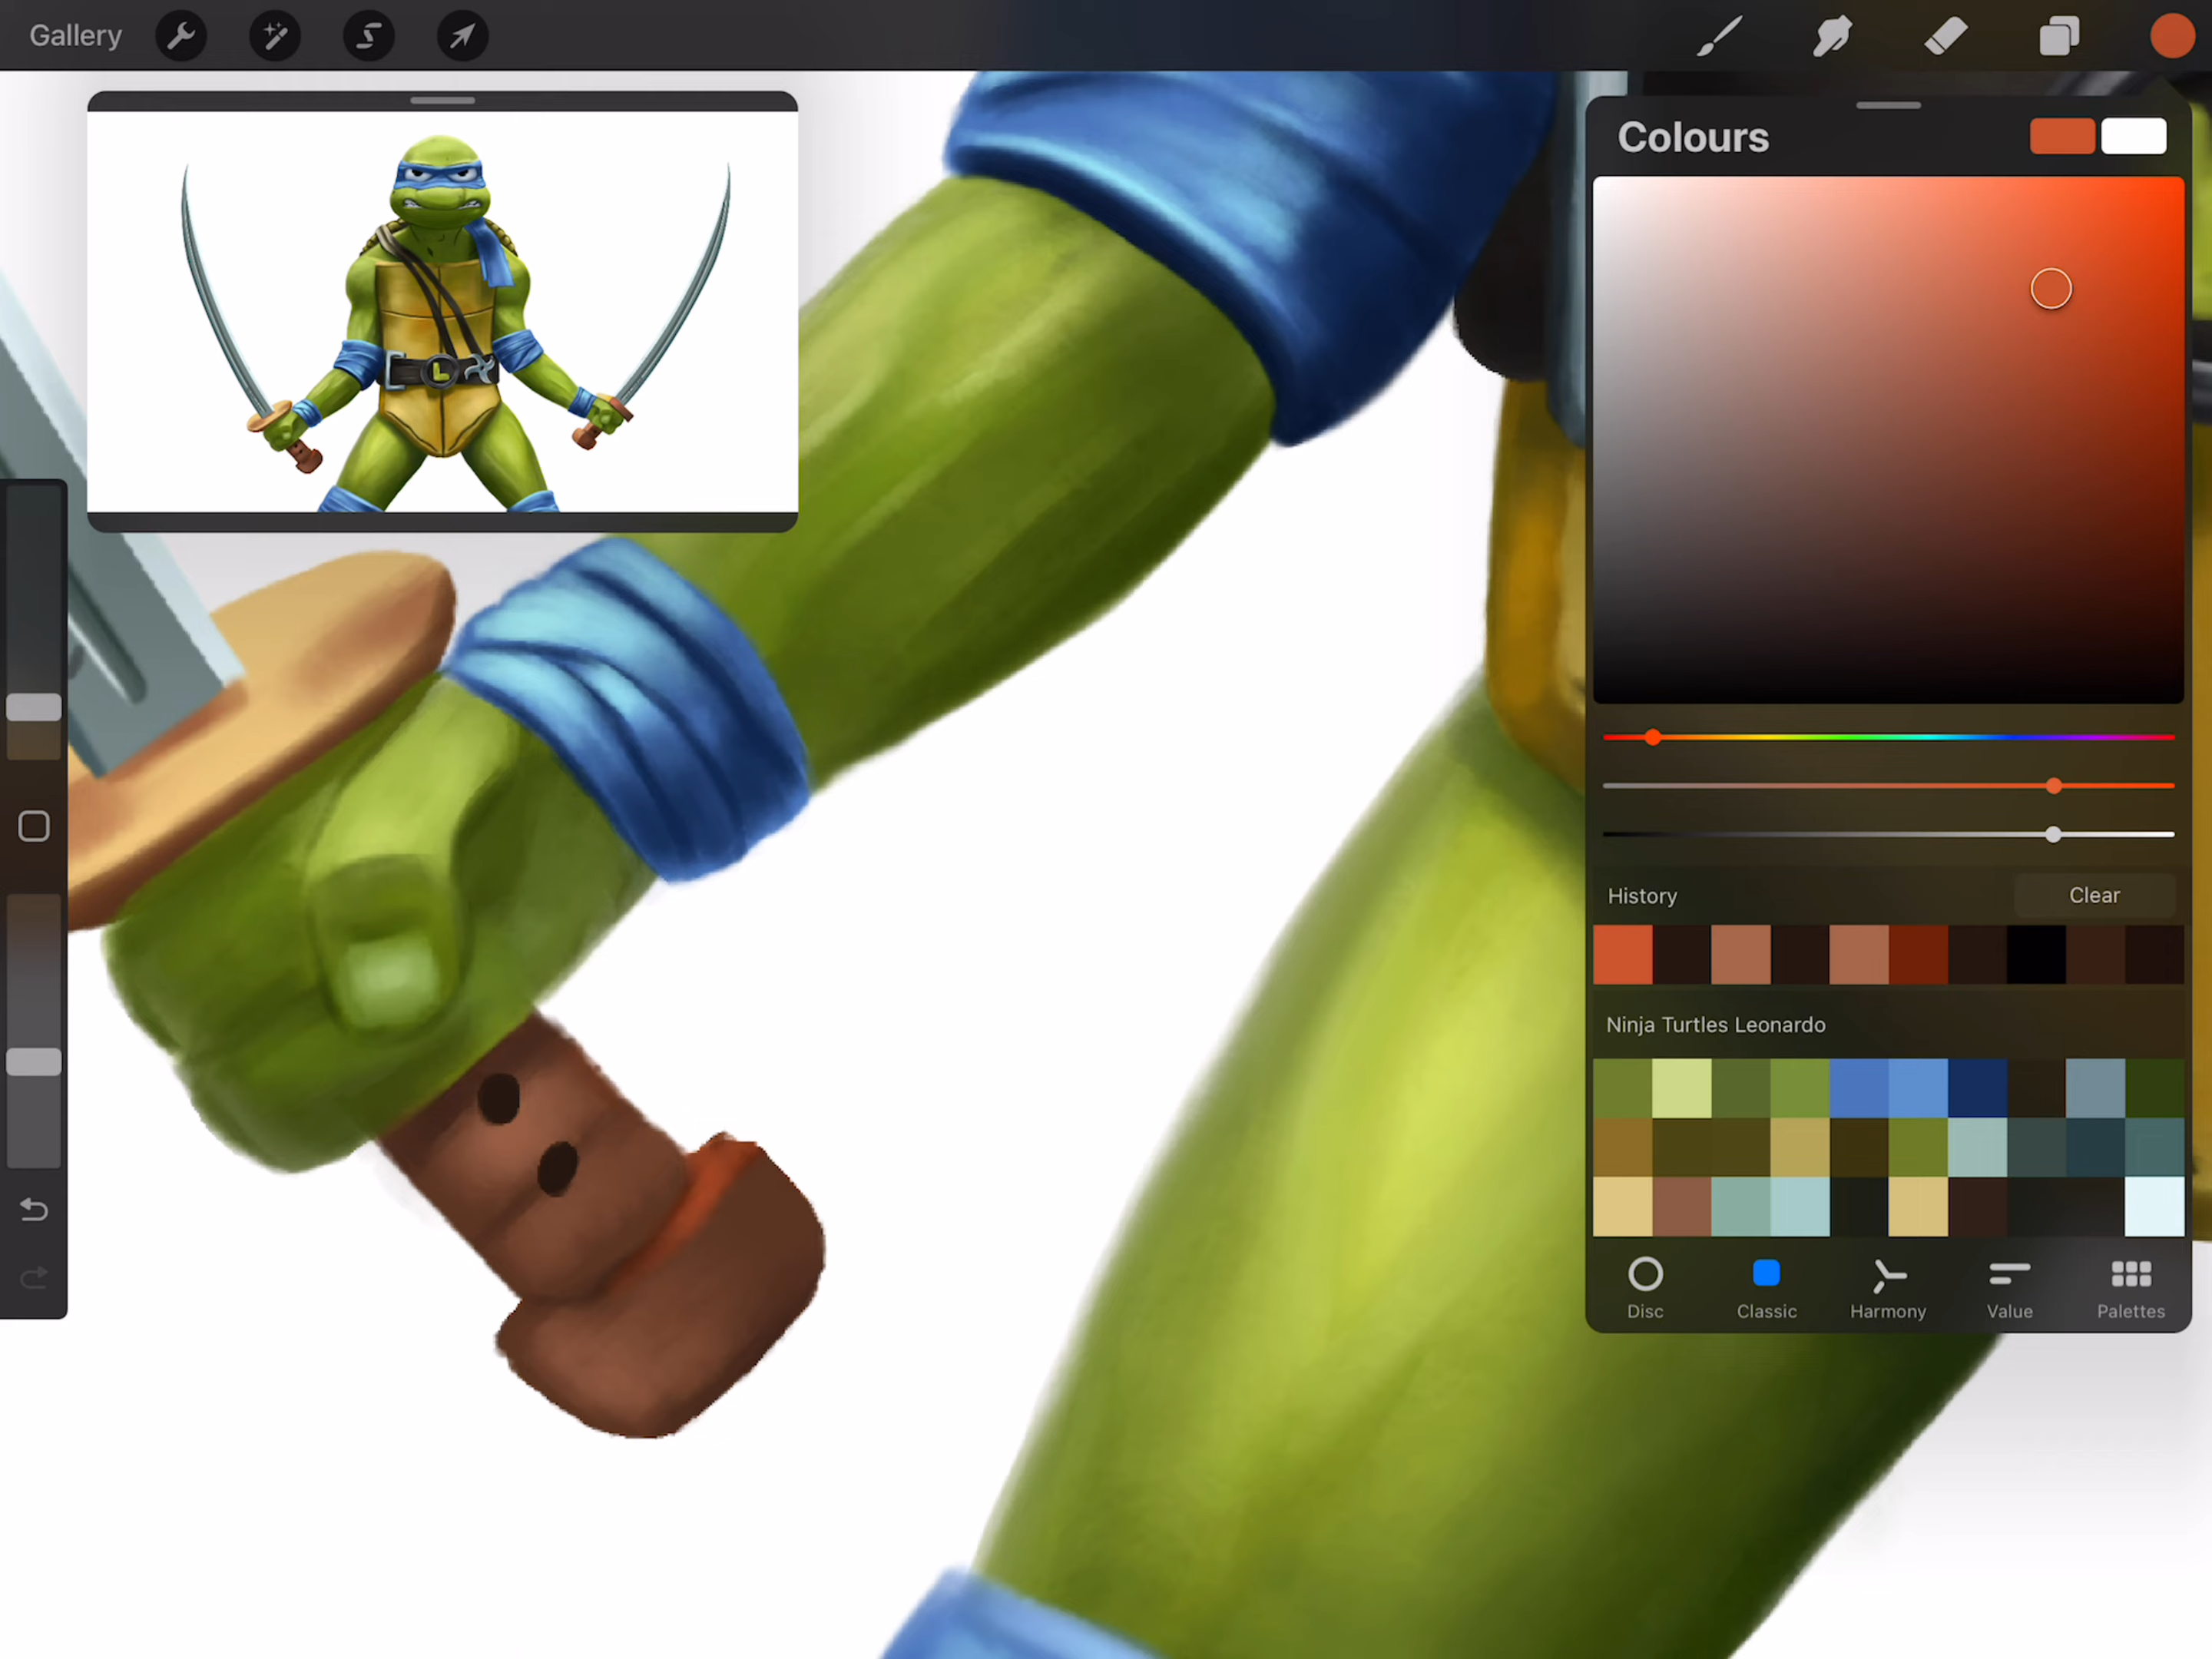 Gallery
L
Colours
History
Clear
Ninja Turtles Leonardo
Disc
Classic
Harmony
Value
Palettes